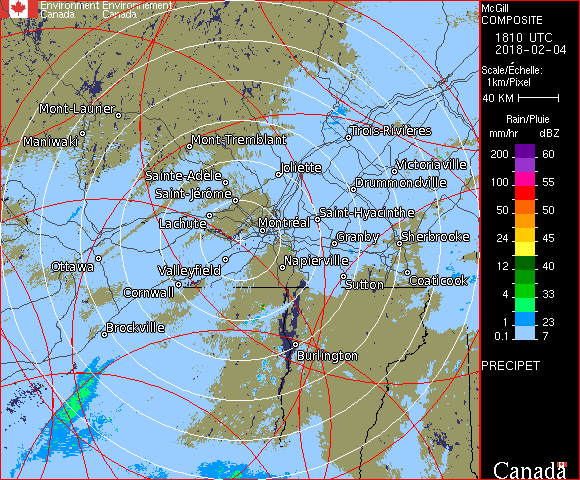 Environment Environnement
Canada Canada
McGill
COMPOSITE
1810 UTC
2018-02-04
Scale/Échelle:
1km/Pixel
40 KM
Rain/Pluie
mm/hr dBZ
200 60
100 55
50 50
24 45
12 40
4 33
1 23
0.1 7
PRECIPET
Canada
Mont-Laurier
Maniwaki
Mont-Tremblant
Trois-Rivières
Joliette
Victoriaville
Sainte-Adèle
Drummondville
Saint-Jérôme
Saint-Hyacinthe
Lachute
Montréal
Granby
Sherbrooke
Ottawa
Valleyfield
Napierville
Sutton
Coaticook
Cornwall
Brockville
Burlington